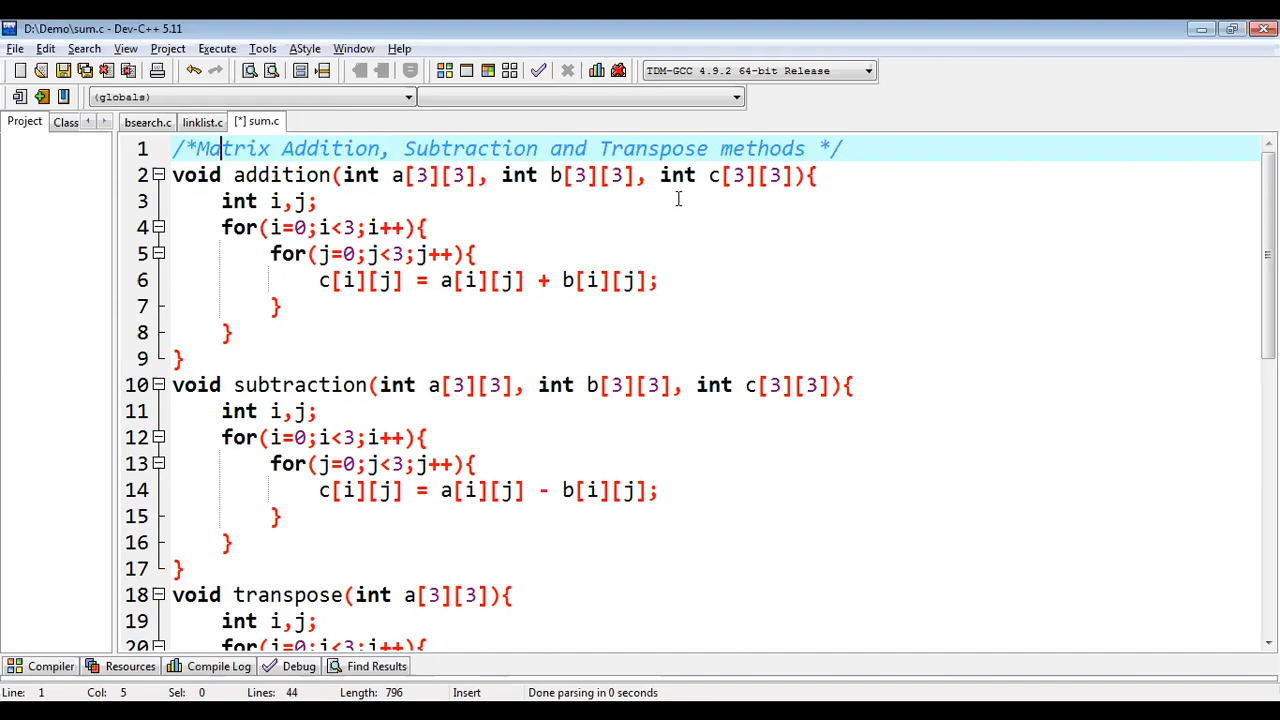 D:\Demo\sum.c - Dev-C++ 5.11
File Edit Search View Project Execute Tools AStyle Window Help
TDM-GCC 4.9.2 64-bit Release
(globals)
Project Class bsearch.c linklist.c [*] sum.c
1 /*Matrix Addition, Subtraction and Transpose methods */
2 void addition(int a[3][3], int b[3][3], int c[3][3]){
3 int i,j;
4 for(i=0;i<3;i++){
5 for(j=0;j<3;j++){
6 c[i][j] = a[i][j] + b[i][j];
7 }
8 }
9 }
10 void subtraction(int a[3][3], int b[3][3], int c[3][3]){
11 int i,j;
12 for(i=0;i<3;i++){
13 for(j=0;j<3;j++){
14 c[i][j] = a[i][j] - b[i][j];
15 }
16 }
17 }
18 void transpose(int a[3][3]){
19 int i,j;
20 for(i=0;i<3;i++){
Compiler Resources Compile Log Debug Find Results
Line: 1 Col: 5 Sel: 0 Lines: 44 Length: 796 Insert Done parsing in 0 seconds